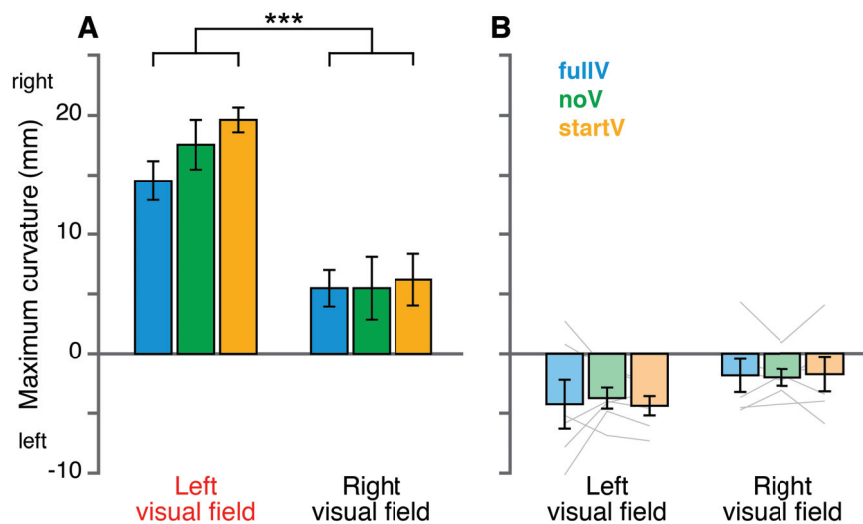 A
***
B
right
20
Maximum curvature (mm)
10
0
left
-10
Left
visual field
Right
visual field
fullV
noV
startV
Left
visual field
Right
visual field